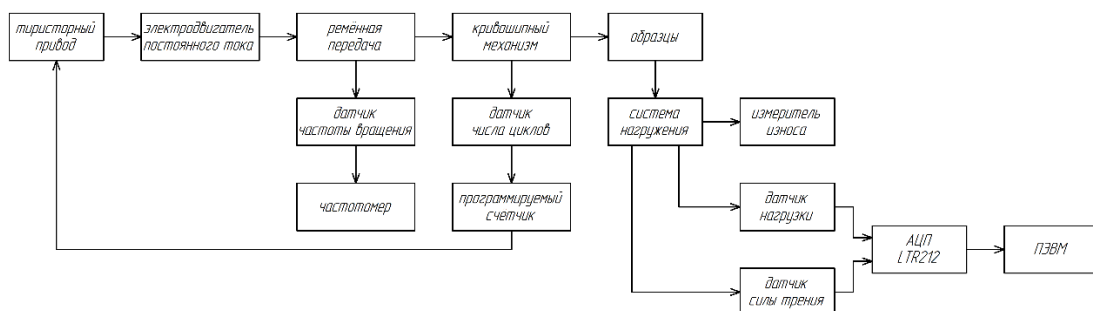 тиристорный
привод
электродвигатель
постоянного тока
ремённая
передача
кривошипный
механизм
образцы
датчик
частоты вращения
датчик
числа циклов
система
нагружения
измеритель
износа
частотомер
программируемый
счетчик
датчик
нагрузки
АЦП
LTR212
ПЭВМ
датчик
силы трения